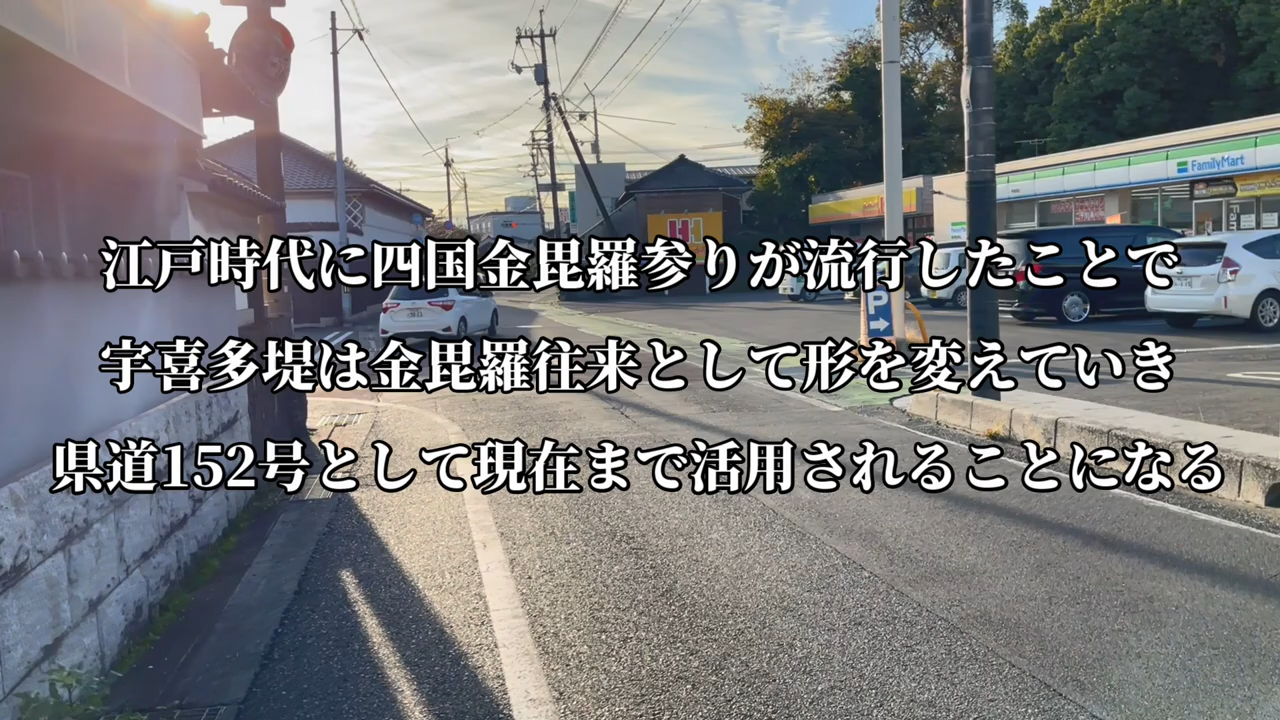 江戸時代に四国金毘羅参りが流行したことで
宇喜多堤は金毘羅往来として形を変えていき
県道152号として現在まで活用されることになる
FamilyMart
P